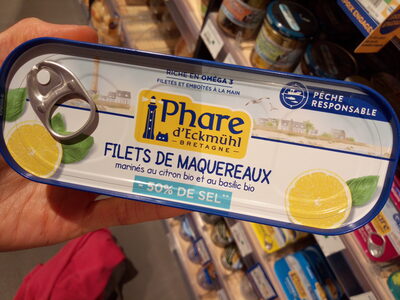 RICHE EN OMÉGA 3
FILETÉS ET EMBOÎTÉS À LA MAIN
PÊCHE
RESPONSABLE
Phare
d'Eckmühl
BRETAGNE
FILETS DE MAQUEREAUX
marinés au citron bio et au basilic bio
-50% DE SEL**